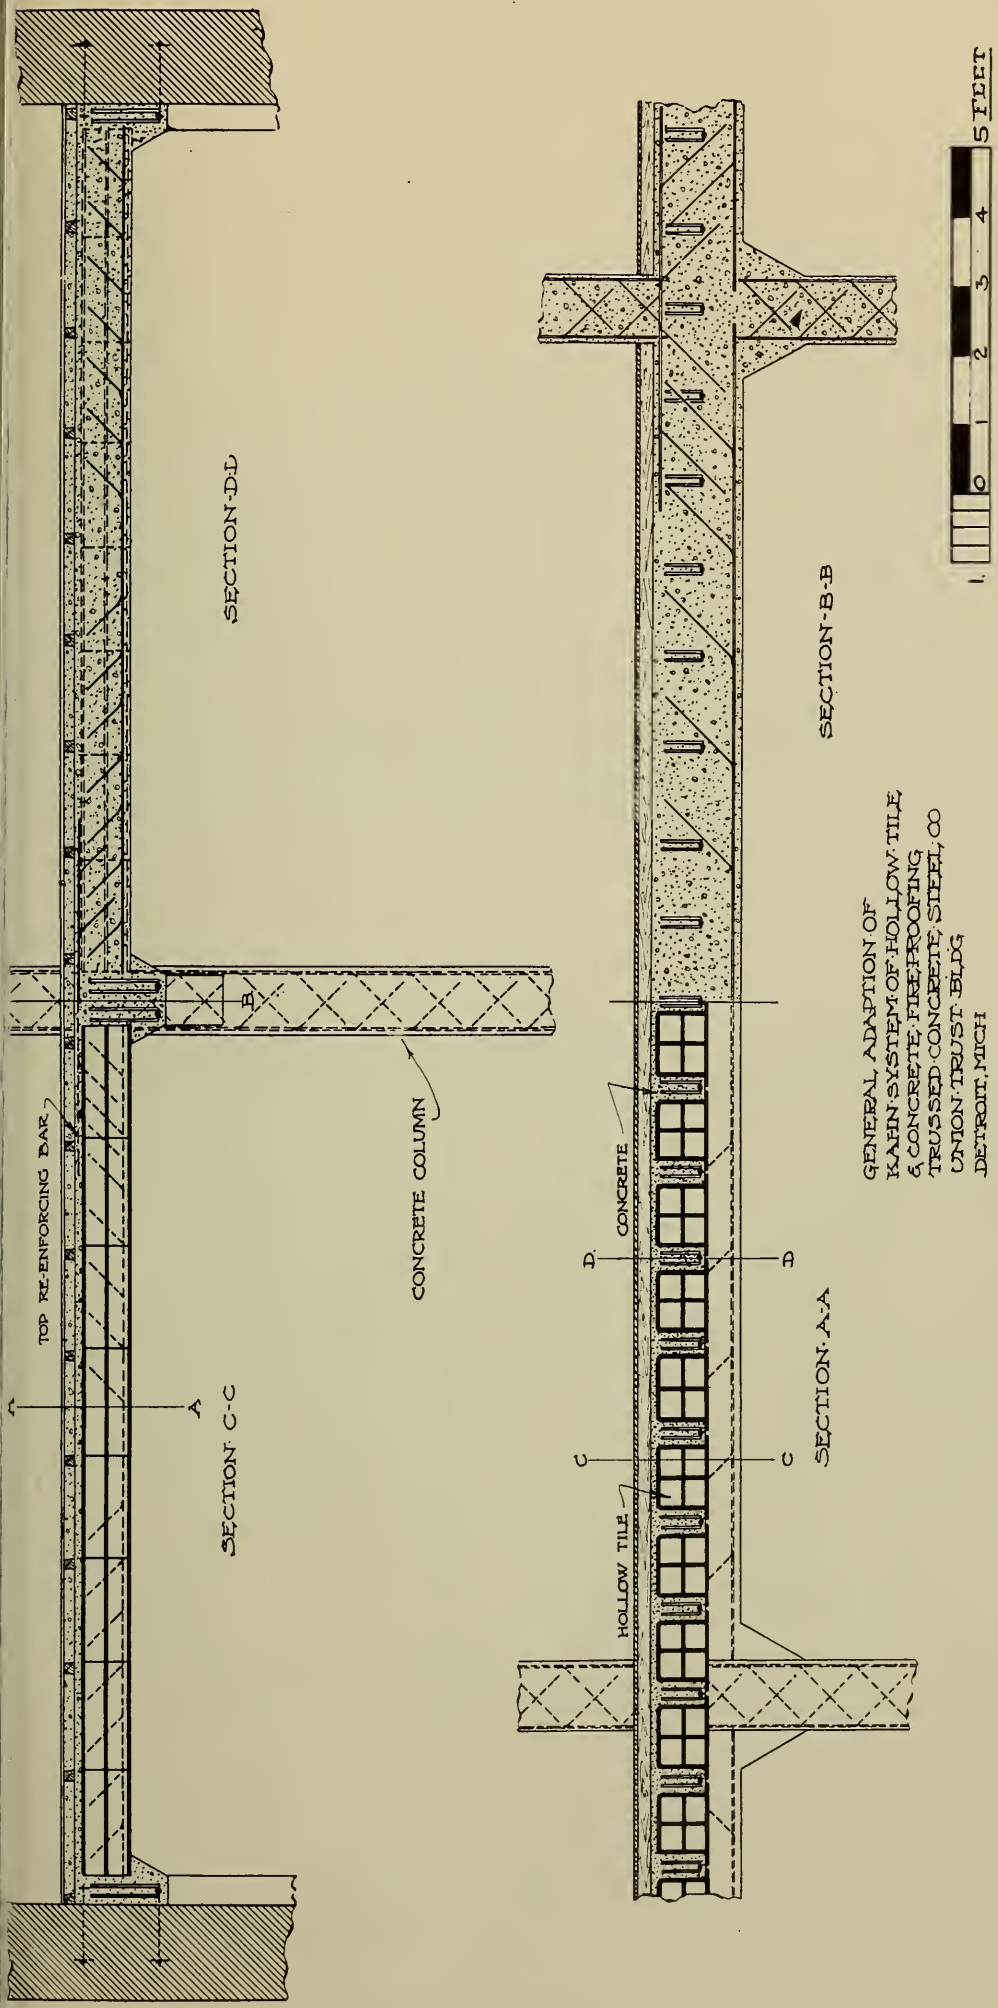 TOP RE-ENFORCING BAR
A
A
SECTION· C-C
B
CONCRETE COLUMN
SECTION·D·D
HOLLOW TILE
C
C
CONCRETE
D.
A
SECTION· A-A
SECTION·B-B
GENERAL, ADAPTION·OF
KAHN·SYSTEM·OF·HOLLOW·TILE,
& CONCRETE, FIREPROOFING
TRUSSED·CONCRETE, STEEL, CO
UNION·TRUST·BLDG
DETROIT, MICH
1. 0 1 2 3 4 5 FEET